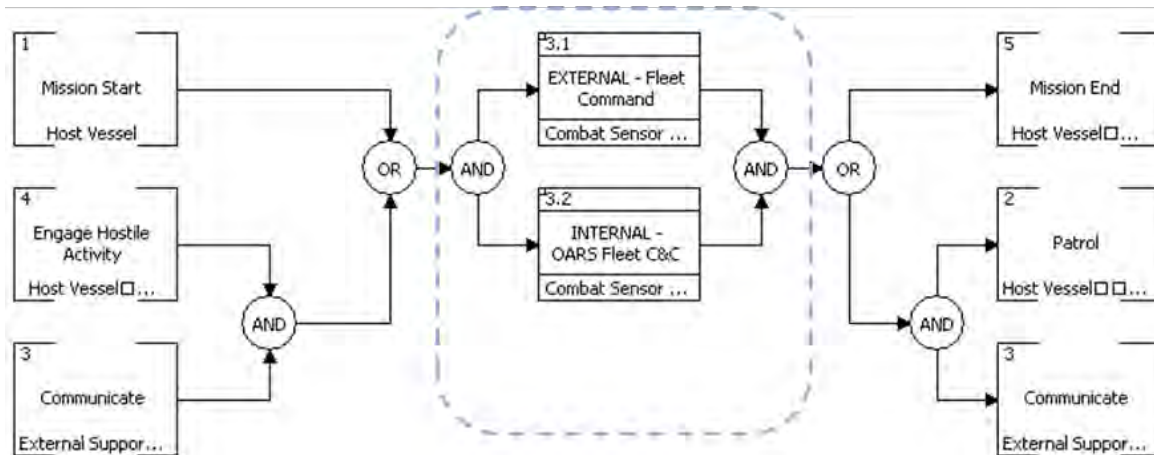 1
Mission Start
Host Vessel
4
Engage Hostile
Activity
Host Vessel□...
3
Communicate
External Suppor...
AND
OR
AND
3.1
EXTERNAL - Fleet
Command
Combat Sensor ...
3.2
INTERNAL -
OARS Fleet C&C
Combat Sensor ...
AND
OR
AND
5
Mission End
Host Vessel□...
2
Patrol
Host Vessel□□...
3
Communicate
External Suppor...